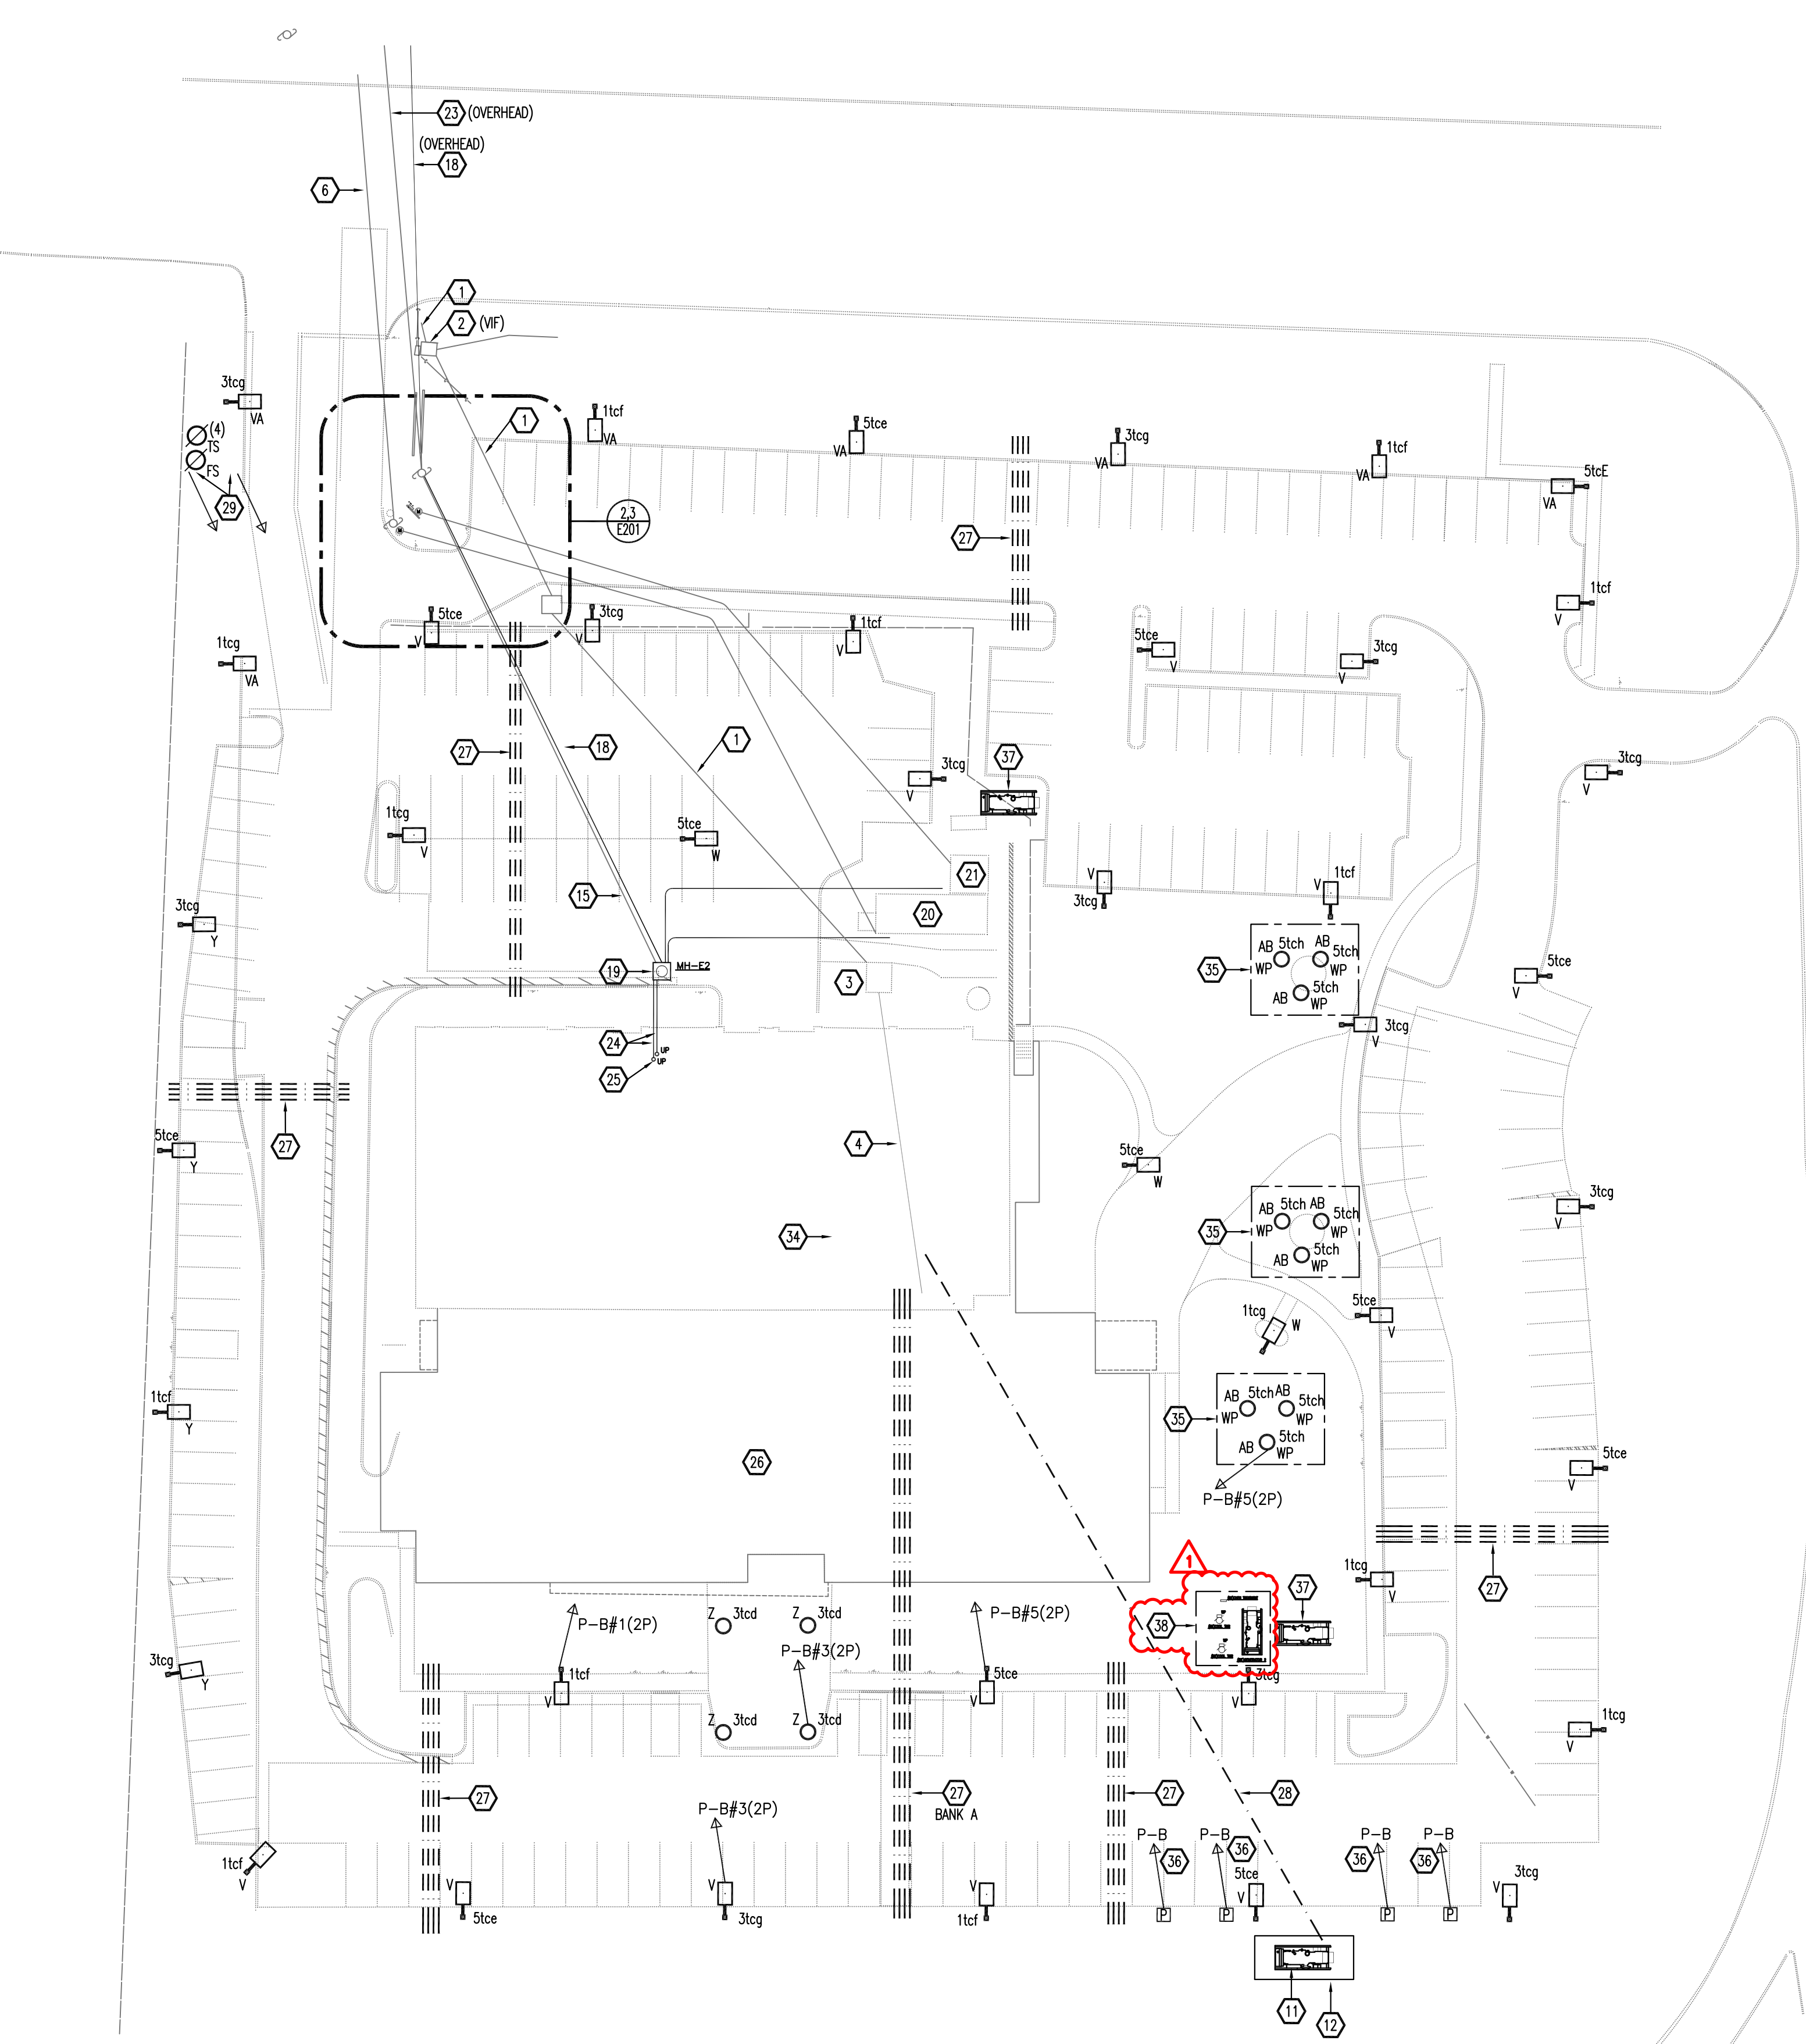 23 (OVERHEAD)
(OVERHEAD)
18
6
1
2 (VIF)
3tcg
VA
(4)
TS
FS
29
1
1tcf
VA
5tce
VA
3tcg
VA
1tcf
VA
5tcE
VA
2,3
E201
27
1tcf
V
5tce
V
3tcg
V
1tcf
V
5tce
V
3tcg
V
1tcg
VA
27
18
1
37
3tcg
V
3tcg
V
1tcg
V
5tce
W
15
21
20
V
3tcg
V
1tcf
3tcg
Y
19
MH-E2
3
35
AB
5tch
AB
WP
WP
5tch
AB
WP
5tce
V
3tcg
V
24
UP
UP
25
27
5tce
Y
4
5tce
W
3tcg
V
34
35
AB
5tch
AB
5tch
WP
WP
5tch
AB
WP
1tcg
W
5tce
V
1tcf
Y
35
AB
5tch
AB
5tch
WP
WP
5tch
AB
WP
P-B#5(2P)
26
5tce
V
1
38
37
1tcg
V
27
P-B#1(2P)
Z
3tcd
Z
3tcd
P-B#3(2P)
P-B#5(2P)
3tcg
Y
1tcf
V
5tce
V
3tcg
V
Z
3tcd
Z
3tcd
1tcg
V
27
P-B#3(2P)
27
BANK A
27
28
P-B
36
P-B
36
P-B
36
P-B
36
1tcf
V
V
5tce
V
3tcg
V
1tcf
5tce
V
3tcg
V
P
P
P
P
11
12